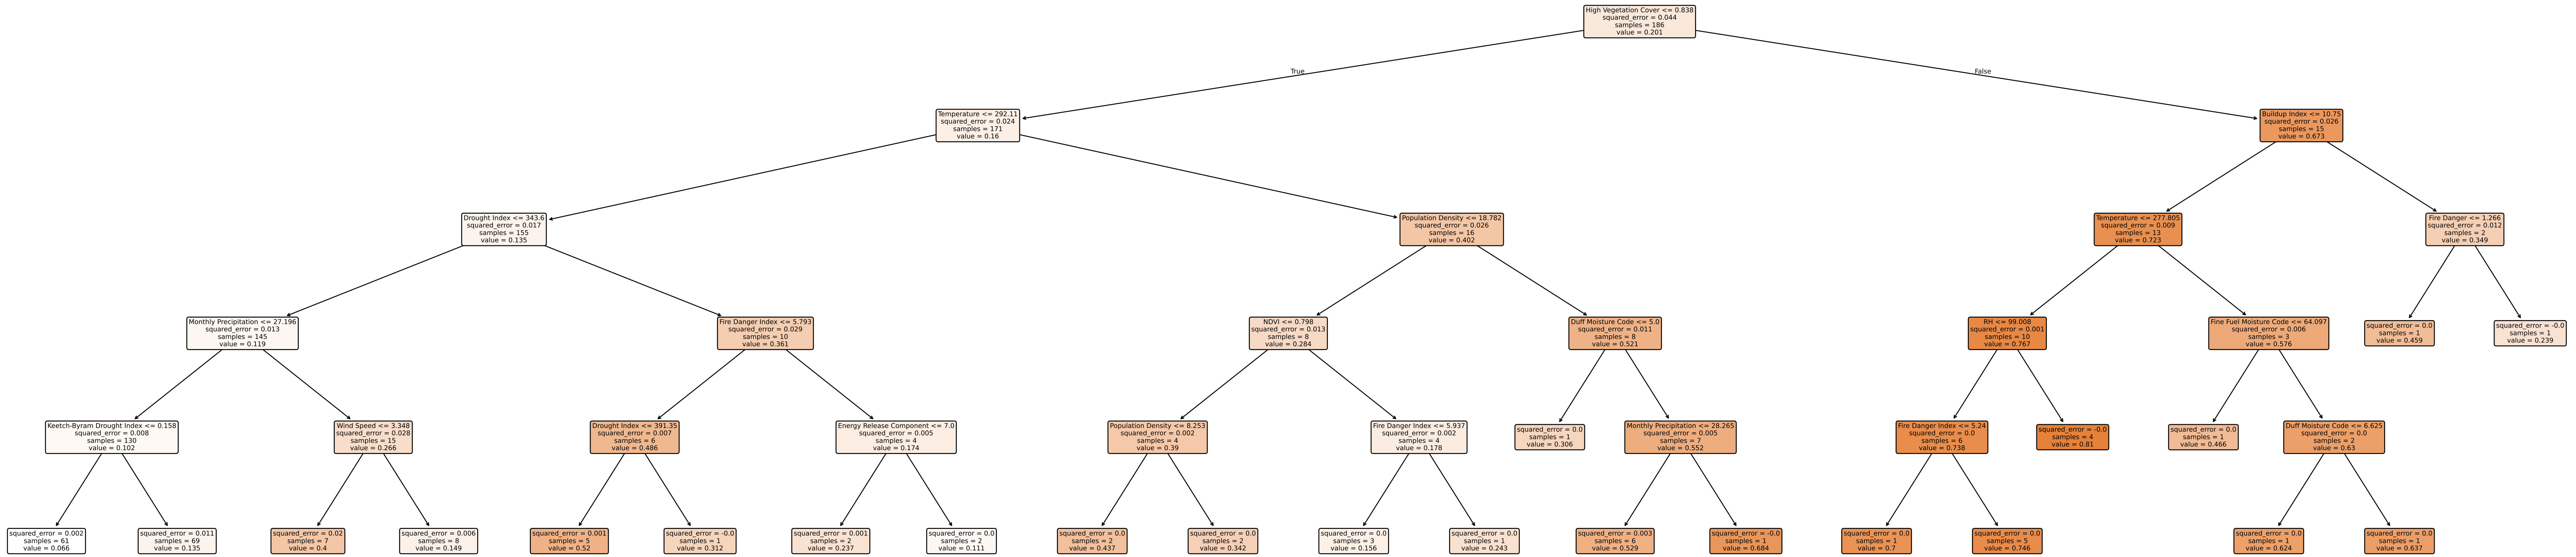 High Vegetation Cover <= 0.838
squared_error = 0.044
samples = 186
value = 0.201
True
False
Temperature <= 292.11
squared_error = 0.024
samples = 171
value = 0.16
Buildup Index <= 10.75
squared_error = 0.026
samples = 15
value = 0.673
Drought Index <= 343.6
squared_error = 0.017
samples = 155
value = 0.135
Population Density <= 18.782
squared_error = 0.026
samples = 16
value = 0.402
Temperature <= 277.805
squared_error = 0.009
samples = 13
value = 0.723
Fire Danger <= 1.266
squared_error = 0.012
samples = 2
value = 0.349
Monthly Precipitation <= 27.196
squared_error = 0.013
samples = 145
value = 0.119
Fire Danger Index <= 5.793
squared_error = 0.029
samples = 10
value = 0.361
NDVI <= 0.798
squared_error = 0.013
samples = 8
value = 0.284
Duff Moisture Code <= 5.0
squared_error = 0.011
samples = 8
value = 0.521
RH <= 99.008
squared_error = 0.001
samples = 10
value = 0.767
Fine Fuel Moisture Code <= 64.097
squared_error = 0.006
samples = 3
value = 0.576
squared_error = 0.0
samples = 1
value = 0.459
squared_error = -0.0
samples = 1
value = 0.239
Keetch-Byram Drought Index <= 0.158
squared_error = 0.008
samples = 130
value = 0.102
Wind Speed <= 3.348
squared_error = 0.028
samples = 15
value = 0.266
Drought Index <= 391.35
squared_error = 0.007
samples = 6
value = 0.486
Energy Release Component <= 7.0
squared_error = 0.005
samples = 4
value = 0.174
Population Density <= 8.253
squared_error = 0.002
samples = 4
value = 0.39
Fire Danger Index <= 5.937
squared_error = 0.002
samples = 4
value = 0.178
squared_error = 0.0
samples = 1
value = 0.306
Monthly Precipitation <= 28.265
squared_error = 0.005
samples = 7
value = 0.552
Fire Danger Index <= 5.24
squared_error = 0.0
samples = 6
value = 0.738
squared_error = -0.0
samples = 4
value = 0.81
squared_error = 0.0
samples = 1
value = 0.466
Duff Moisture Code <= 6.625
squared_error = 0.0
samples = 2
value = 0.63
squared_error = 0.002
samples = 61
value = 0.066
squared_error = 0.011
samples = 69
value = 0.135
squared_error = 0.02
samples = 7
value = 0.4
squared_error = 0.006
samples = 8
value = 0.149
squared_error = 0.001
samples = 5
value = 0.52
squared_error = -0.0
samples = 1
value = 0.312
squared_error = 0.001
samples = 2
value = 0.237
squared_error = 0.0
samples = 2
value = 0.111
squared_error = 0.0
samples = 2
value = 0.437
squared_error = 0.0
samples = 2
value = 0.342
squared_error = 0.0
samples = 3
value = 0.156
squared_error = 0.0
samples = 1
value = 0.243
squared_error = 0.003
samples = 6
value = 0.529
squared_error = -0.0
samples = 1
value = 0.684
squared_error = 0.0
samples = 1
value = 0.7
squared_error = 0.0
samples = 5
value = 0.746
squared_error = 0.0
samples = 1
value = 0.624
squared_error = 0.0
samples = 1
value = 0.637